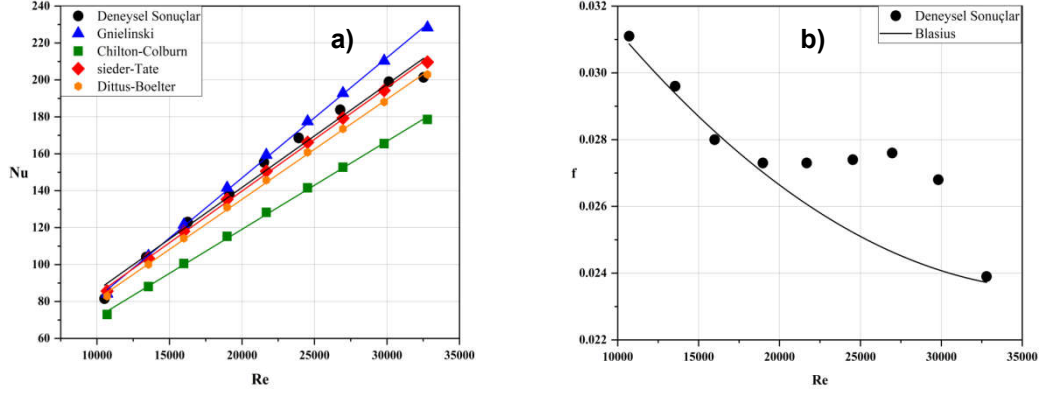 a)
Deneysel Sonuçlar
Gnielinski
Chilton-Colburn
sieder-Tate
Dittus-Boelter
Nu
240
220
200
180
160
140
120
100
80
60
10000 15000 20000 25000 30000 35000
Re
b)
Deneysel Sonuçlar
Blasius
f
0.032
0.030
0.028
0.026
0.024
0.022
10000 15000 20000 25000 30000 35000
Re